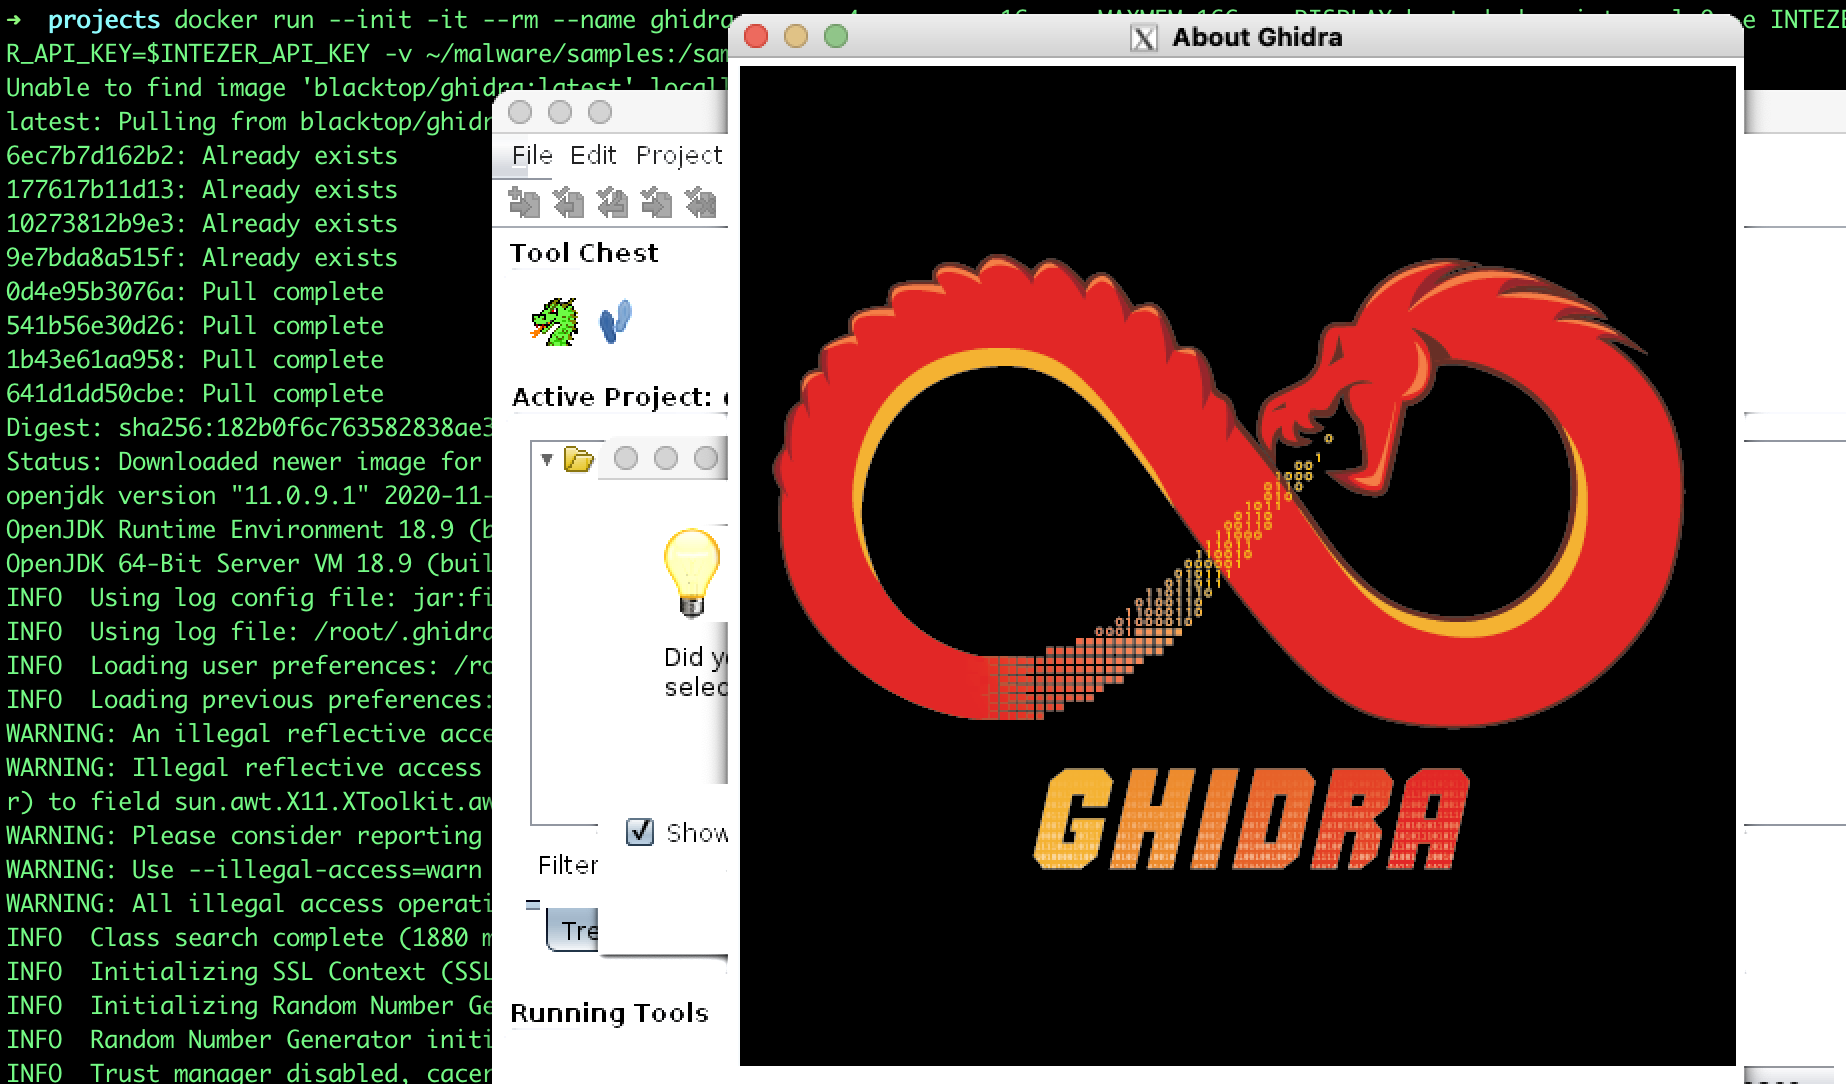 ➜ projects docker run --init -it --rm --name ghidra
e INTEZE
R_API_KEY=$INTEZER_API_KEY -v ~/malware/samples:/sam
Unable to find image 'blacktop/ghidra:latest' locall
latest: Pulling from blacktop/ghidr
6ec7b7d162b2: Already exists
177617b11d13: Already exists
10273812b9e3: Already exists
9e7bda8a515f: Already exists
0d4e95b3076a: Pull complete
541b56e30d26: Pull complete
1b43e61aa958: Pull complete
641d1dd50cbe: Pull complete
Digest: sha256:182b0f6c763582838ae3
Status: Downloaded newer image for
openjdk version "11.0.9.1" 2020-11-
OpenJDK Runtime Environment 18.9 (b
OpenJDK 64-Bit Server VM 18.9 (buil
INFO Using log config file: jar:fi
INFO Using log file: /root/.ghidra
INFO Loading user preferences: /ro
INFO Loading previous preferences:
WARNING: An illegal reflective acce
WARNING: Illegal reflective access
r) to field sun.awt.X11.XToolkit.aw
WARNING: Please consider reporting
WARNING: Use --illegal-access=warn
WARNING: All illegal access operati
INFO Class search complete (1880 m
INFO Initializing SSL Context (SSL
INFO Initializing Random Number Ge
INFO Random Number Generator initi
INFO Trust manager disabled, cacer
File Edit Project
Tool Chest
Active Project:
Did yo
selec
Show
Filter
Tre
Running Tools
About Ghidra
GHIDRA